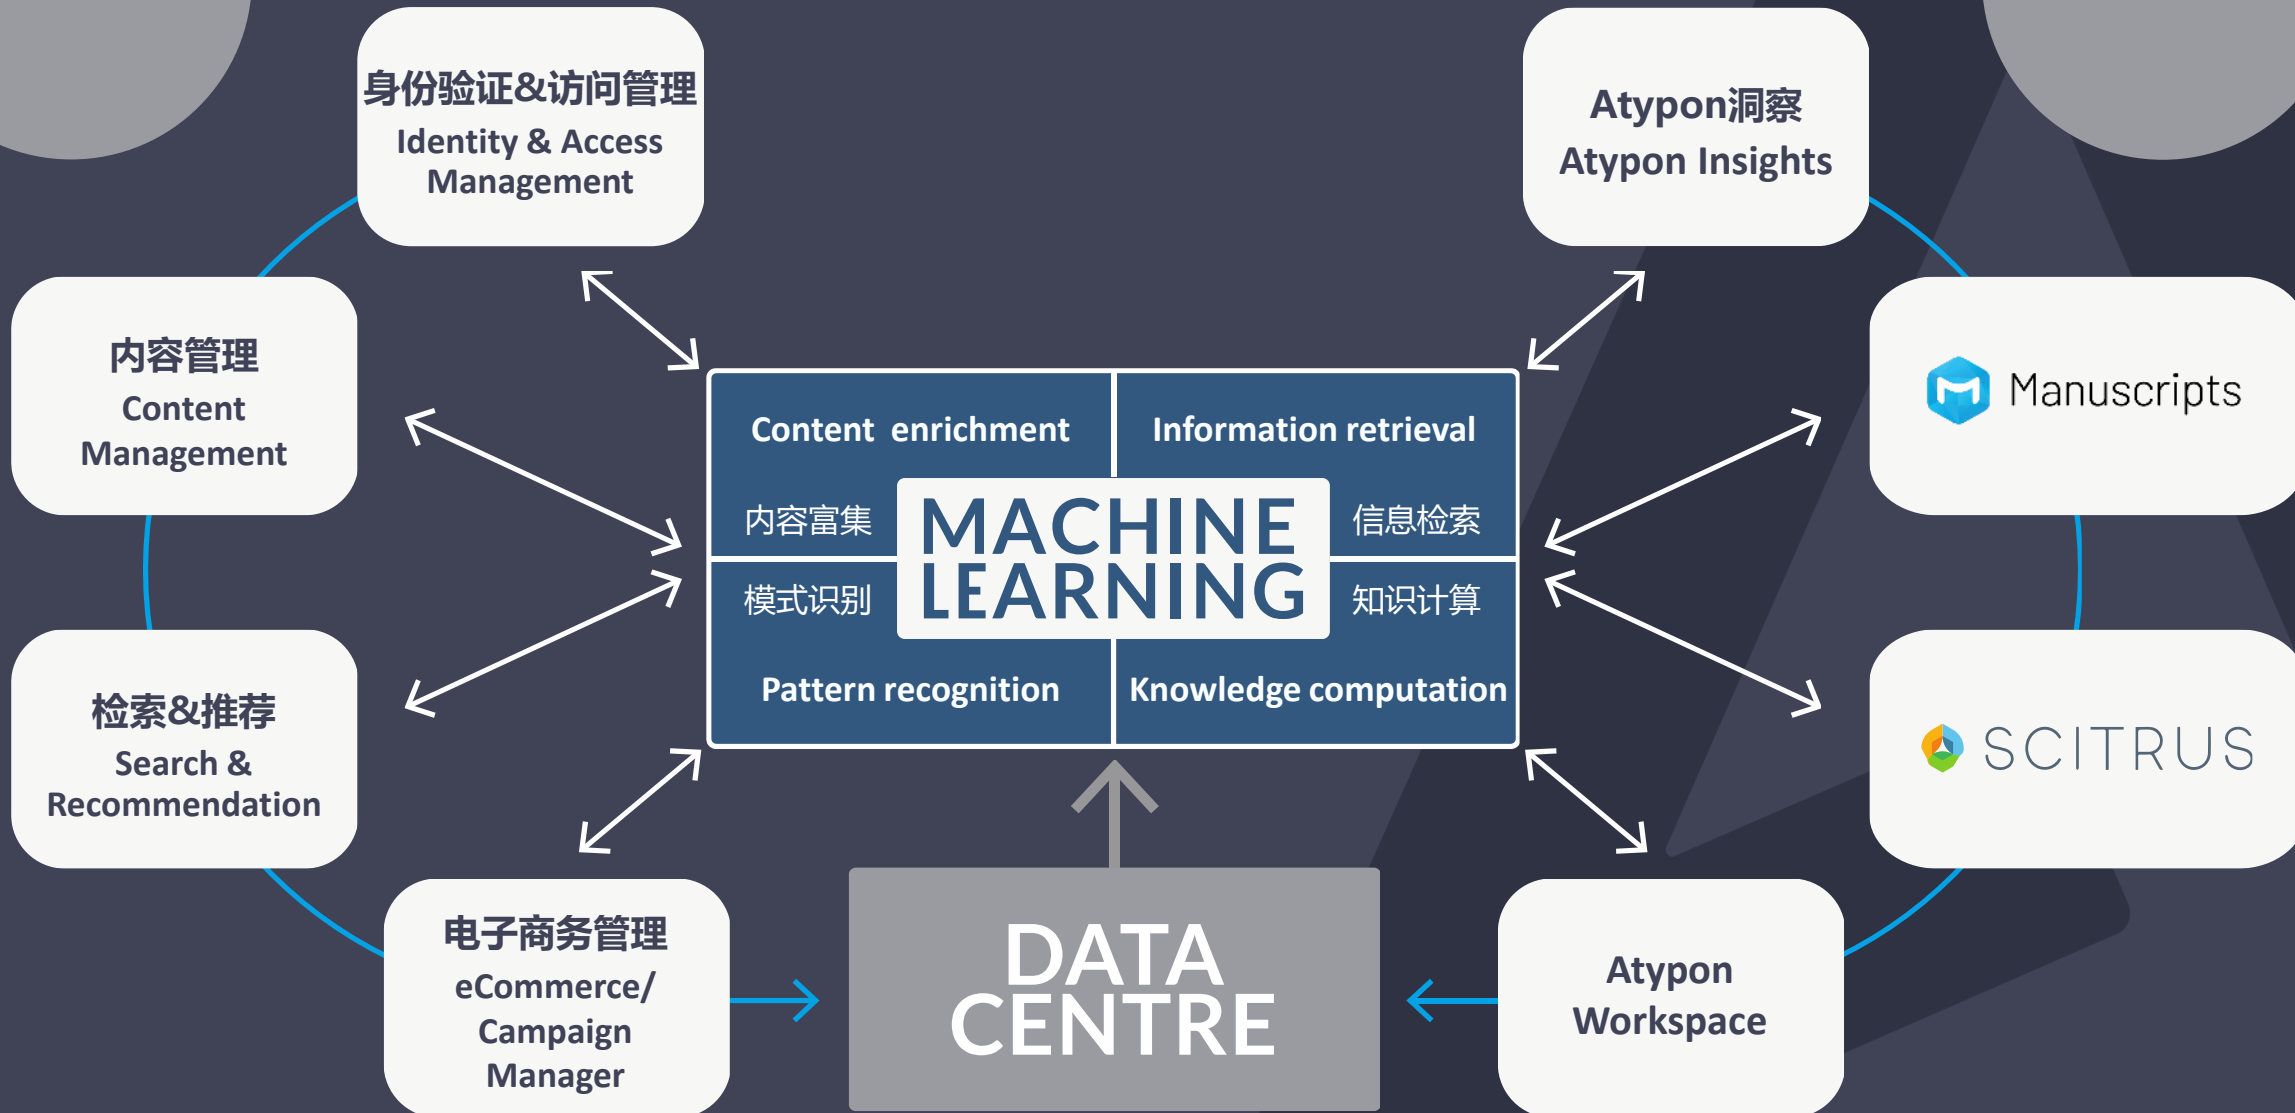 身份验证&访问管理
Identity & Access
Management
Atypon洞察
Atypon Insights
内容管理
Content
Management
Manuscripts
Content enrichment
Information retrieval
内容富集
MACHINE
LEARNING
信息检索
模式识别
知识计算
Pattern recognition
Knowledge computation
检索&推荐
Search &
Recommendation
SCITRUS
电子商务管理
eCommerce/
Campaign
Manager
DATA
CENTRE
Atypon
Workspace